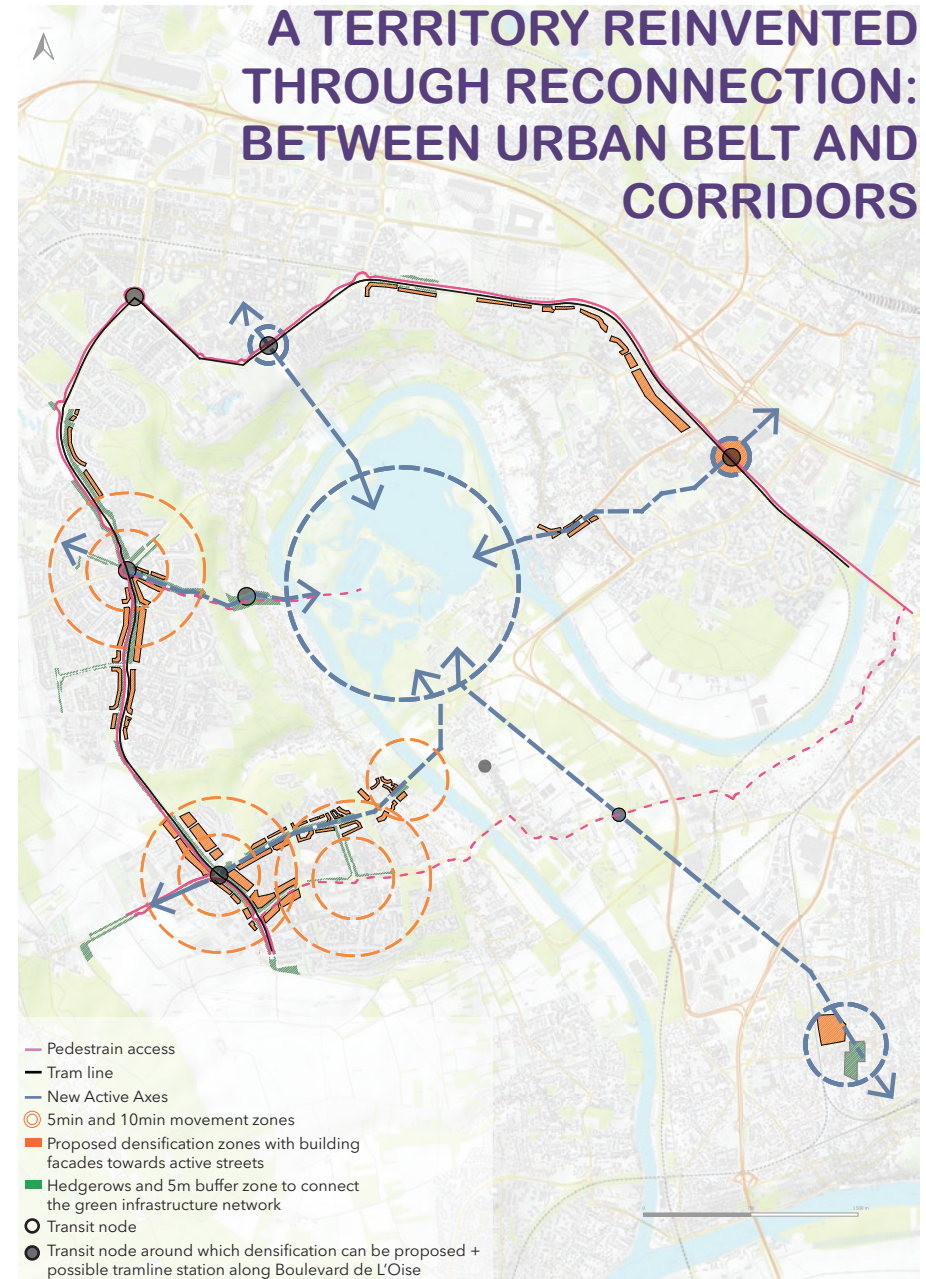 A TERRITORY REINVENTED
THROUGH RECONNECTION:
BETWEEN URBAN BELT AND
CORRIDORS
Pedestrain access
Tram line
New Active Axes
5min and 10min movement zones
Proposed densification zones with building
facades towards active streets
Hedgerows and 5m buffer zone to connect
the green infrastructure network
Transit node
Transit node around which densification can be proposed +
possible tramline station along Boulevard de L'Oise